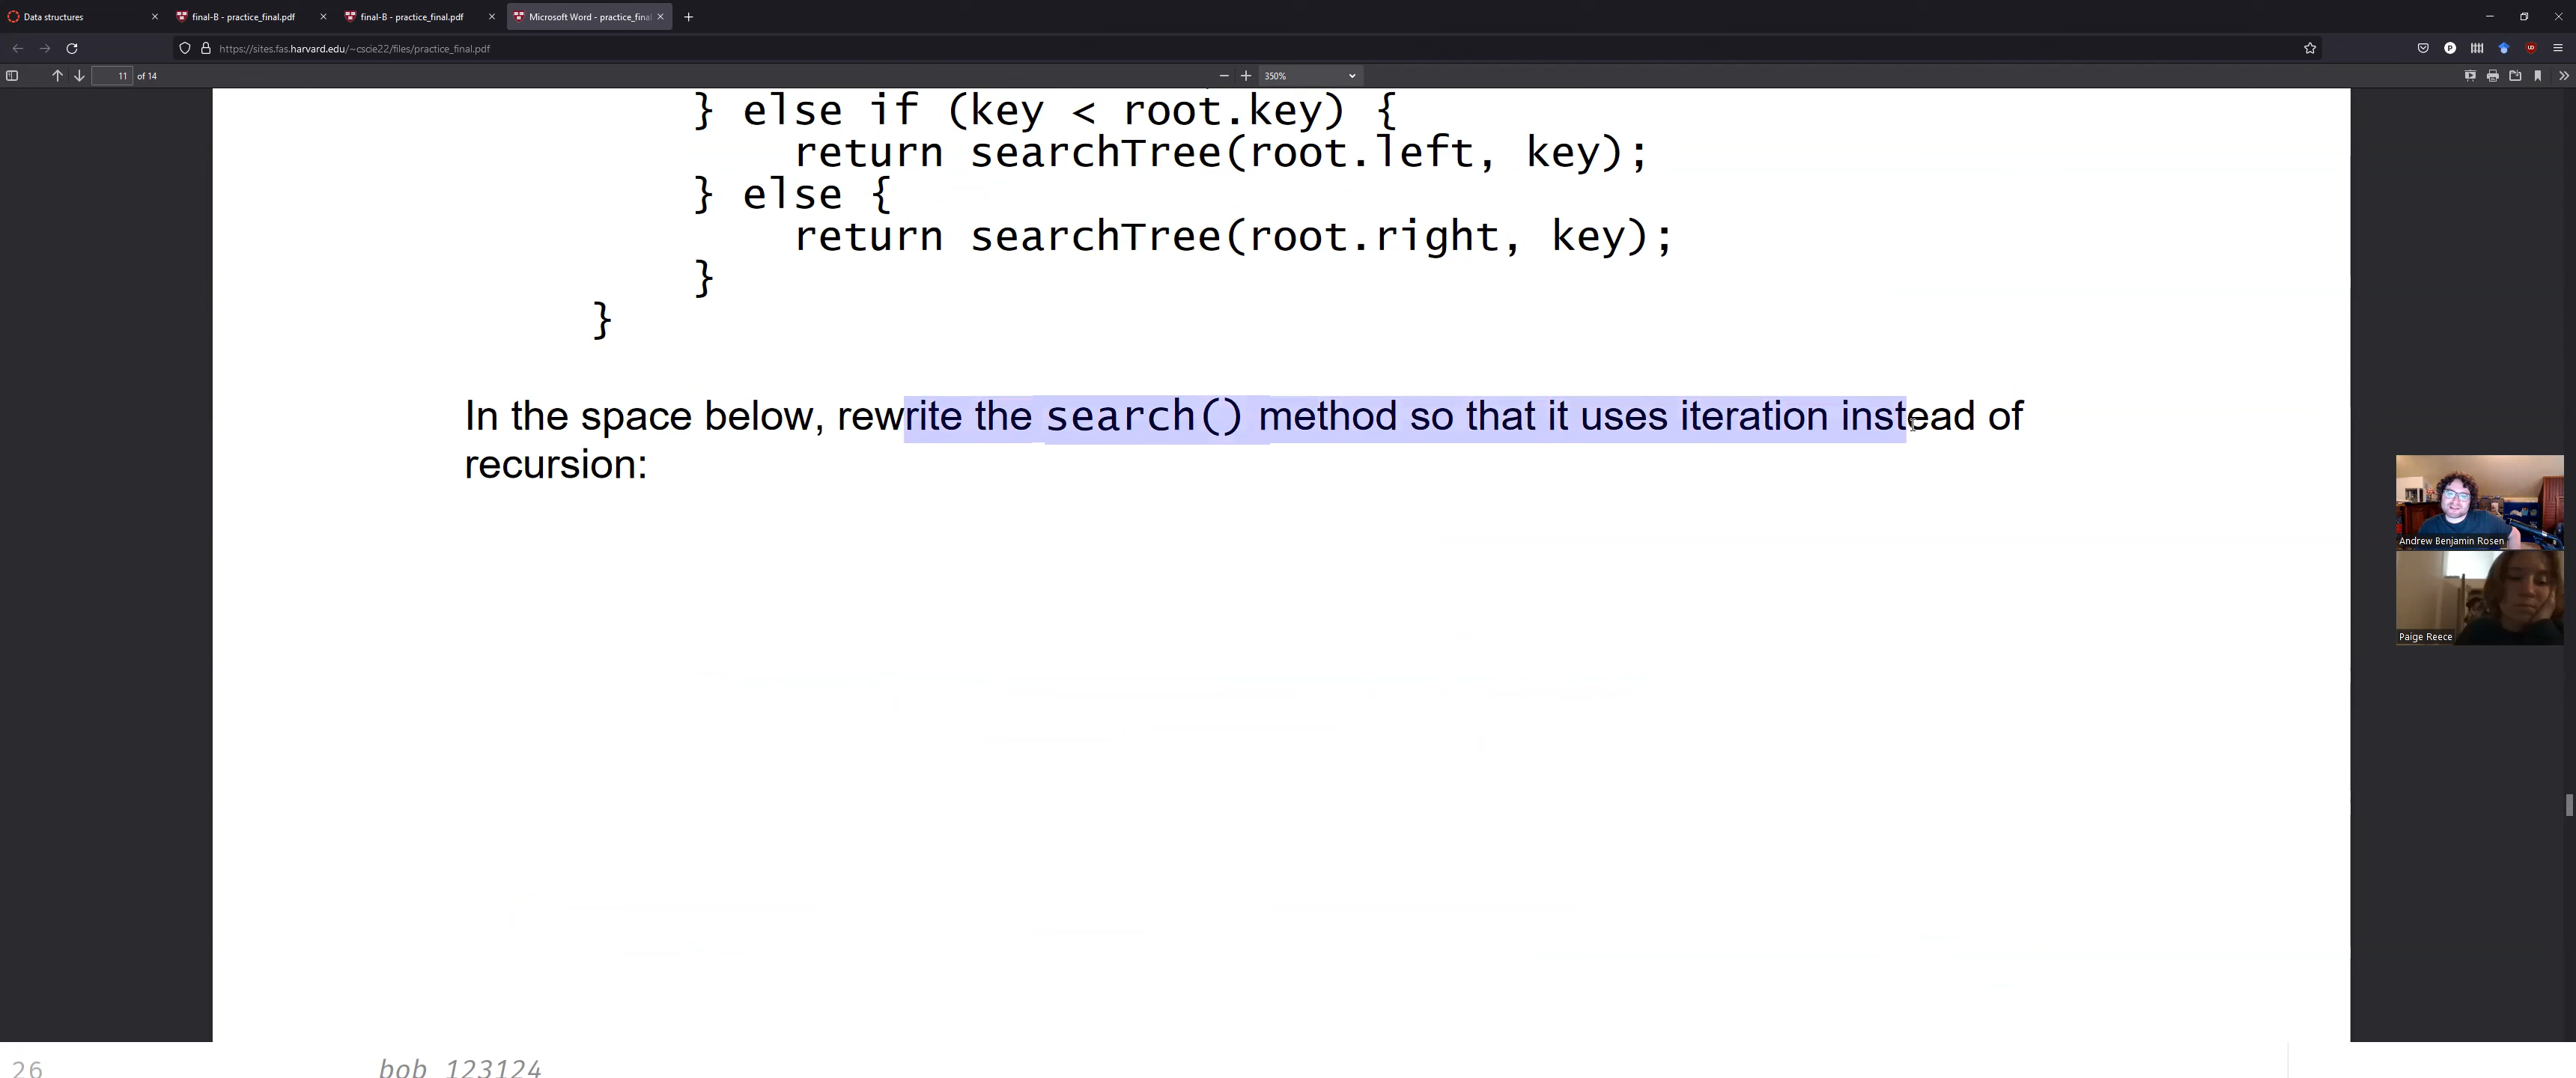 Data structures
final-B - practice_final.pdf
final-B - practice_final.pdf
Microsoft Word - practice_final
https://sites.fas.harvard.edu/~cscie22/files/practice_final.pdf
11 of 14
350%
} else if (key < root.key) {
return searchTree(root.left, key);
} else {
return searchTree(root.right, key);
}
}
In the space below, rewrite the search() method so that it uses iteration instead of
recursion:
Andrew Benjamin Rosen
Paige Reece
26 bob 123124